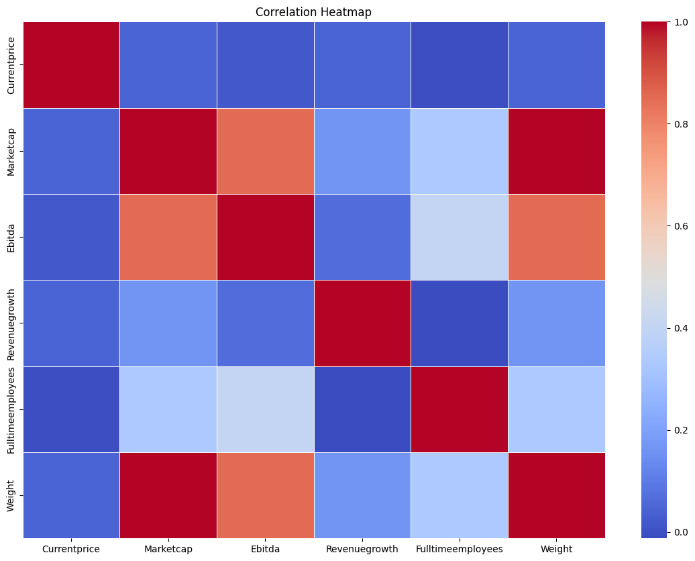 Correlation Heatmap
Currentprice
Marketcap
Ebitda
Revenuegrowth
Fulltimeemployees
Weight
Currentprice
Marketcap
Ebitda
Revenuegrowth
Fulltimeemployees
Weight
1.0
0.8
0.6
0.4
0.2
0.0